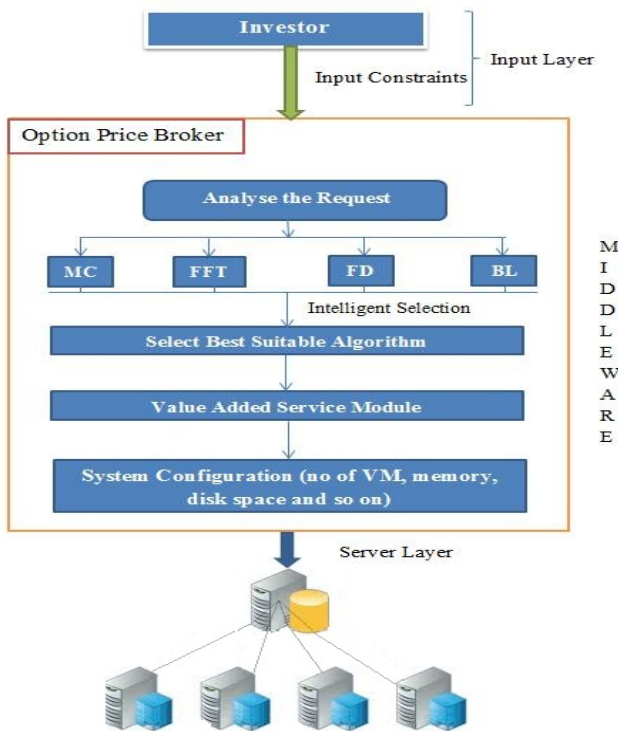 Investor
Input Constraints
Input Layer
Option Price Broker
Analyse the Request
MC
FFT
FD
BL
Intelligent Selection
Select Best Suitable Algorithm
Value Added Service Module
System Configuration (no of VM, memory,
disk space and so on)
MIDDLEWARE
Server Layer